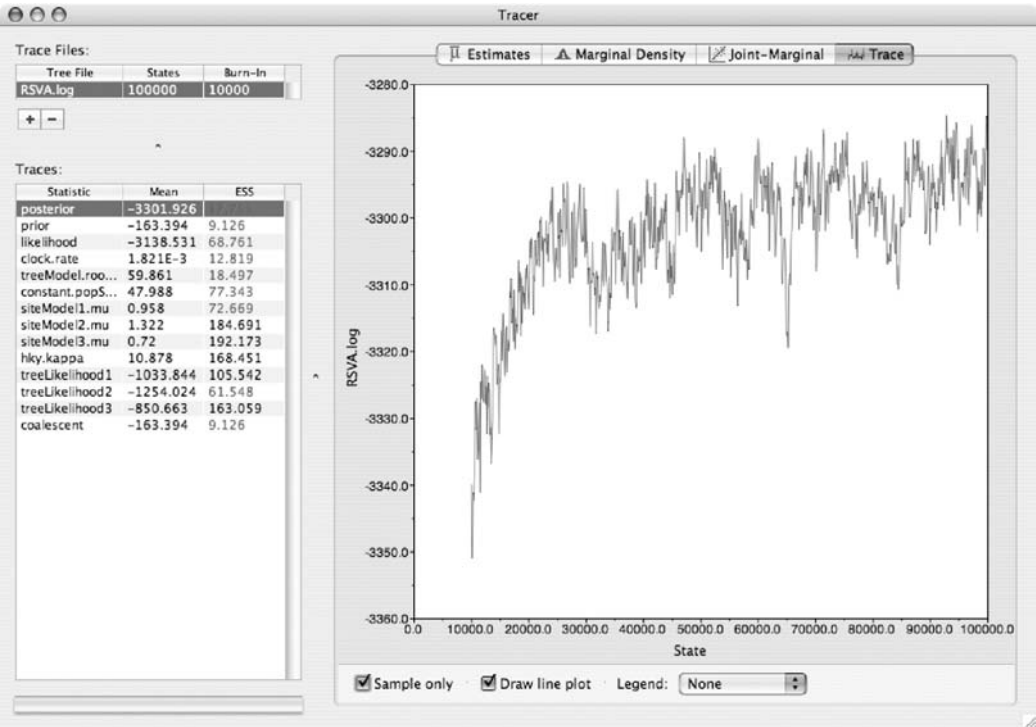 Tracer
Trace Files:
Tree File States Burn-In
RSVA.log 100000 10000
+ −
Traces:
Statistic Mean ESS
posterior -3301.926
prior -163.394 9.126
likelihood -3138.531 68.761
clock.rate 1.821E-3 12.819
treeModel.roo... 59.861 18.497
constant.popS... 47.988 77.343
siteModel1.mu 0.958 72.669
siteModel2.mu 1.322 184.691
siteModel3.mu 0.72 192.173
hky.kappa 10.878 168.451
treeLikelihood1 -1033.844 105.542
treeLikelihood2 -1254.024 61.548
treeLikelihood3 -850.663 163.059
coalescent -163.394 9.126
Estimates Marginal Density Joint-Marginal Trace
-3280.0
-3290.0
-3300.0
-3310.0
-3320.0
-3330.0
-3340.0
-3350.0
-3360.0
RSVA.log
0.0 10000.0 20000.0 30000.0 40000.0 50000.0 60000.0 70000.0 80000.0 90000.0 100000.0
State
Sample only Draw line plot Legend: None